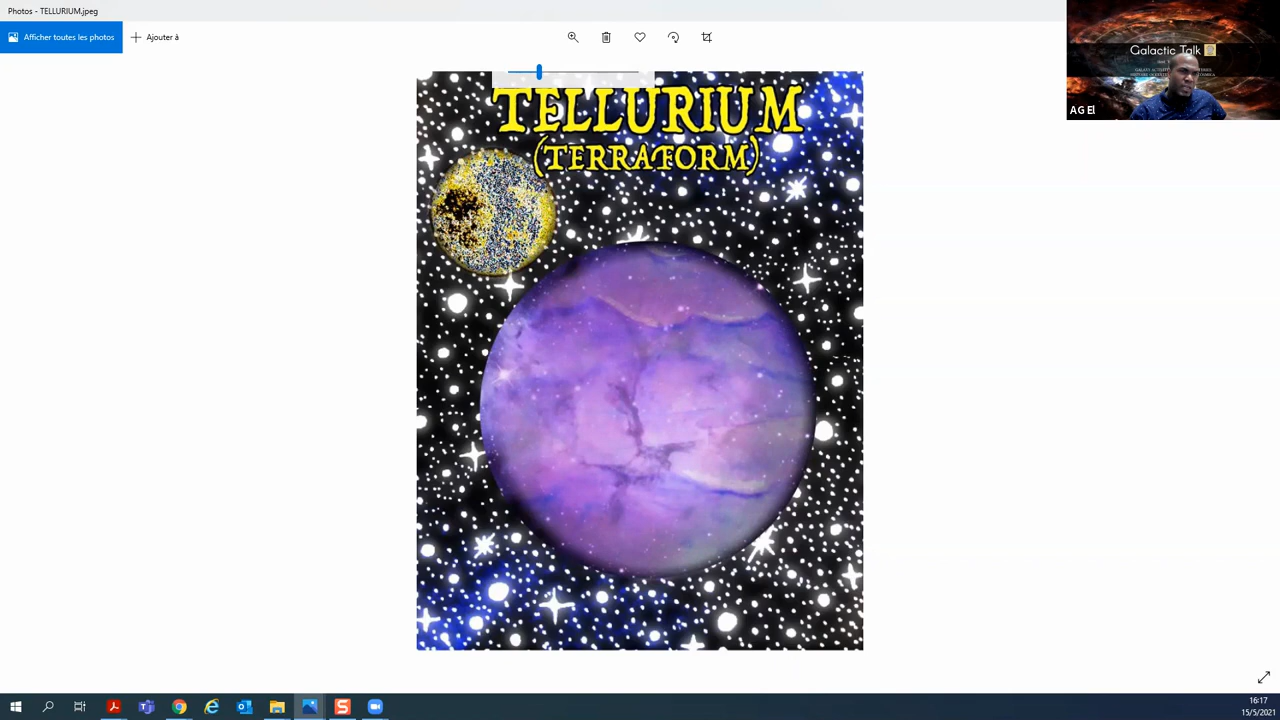 Photos - TELLURIUM.jpeg
Afficher toutes les photos
Ajouter à
TELLURIUM
(TERRAFORM)
Galactic Talk
AG El
16:17
15/5/2021